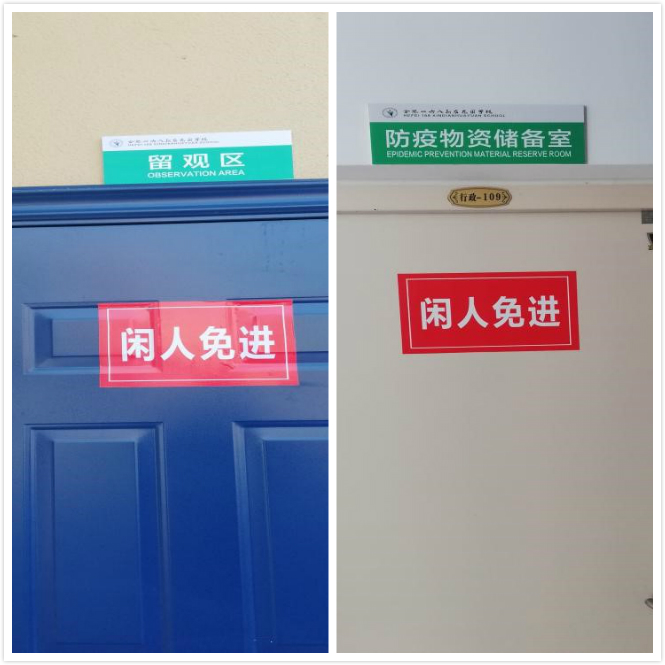 留观区
OBSERVATION AREA
闲人免进
防疫物资储备室
EPIDEMIC PREVENTION MATERIAL RESERVE ROOM
行政-109
闲人免进